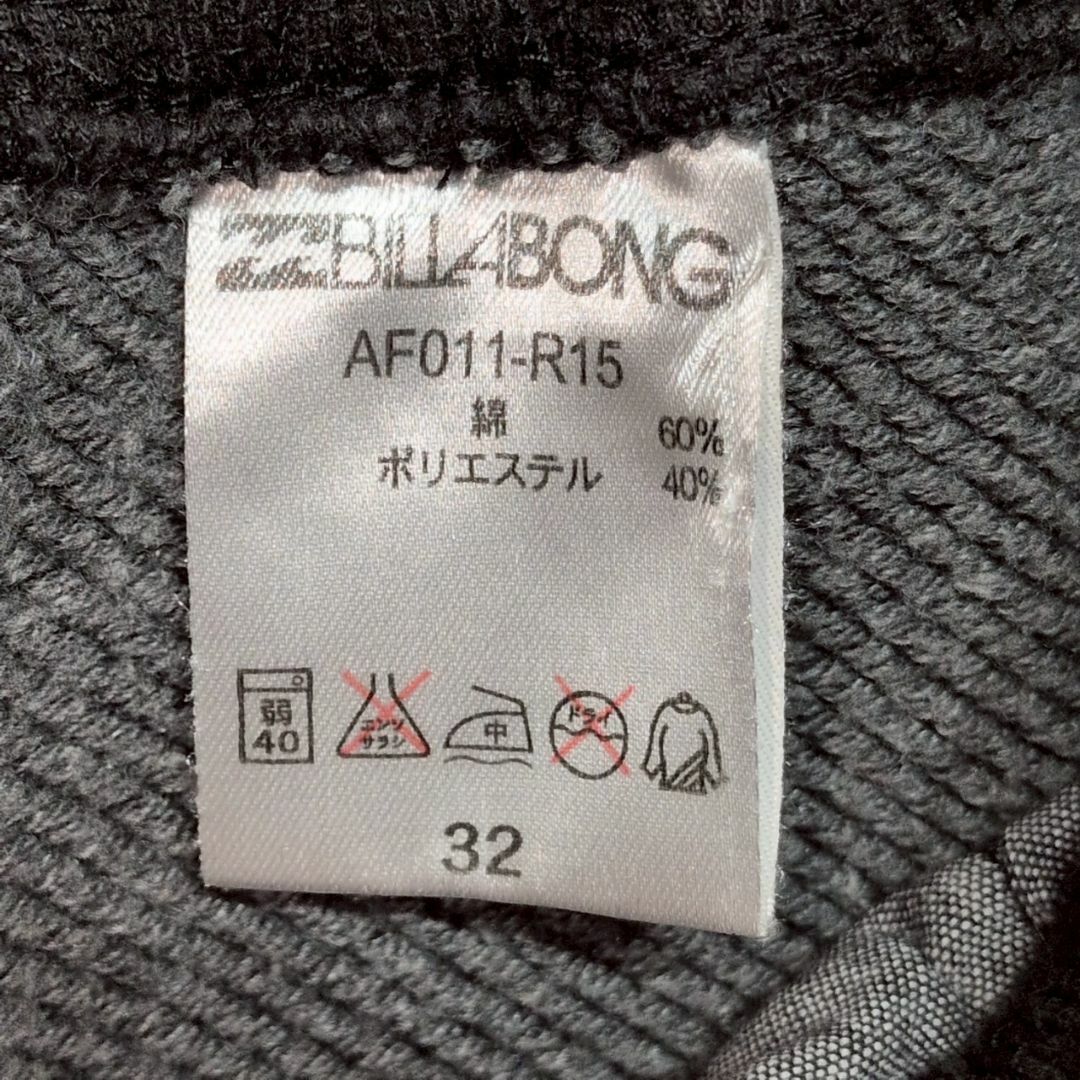 BILLABONG
AF011-R15
綿 60%
ポリエステル 40%
弱
40
エンソ
サラシ
中
ドライ
32